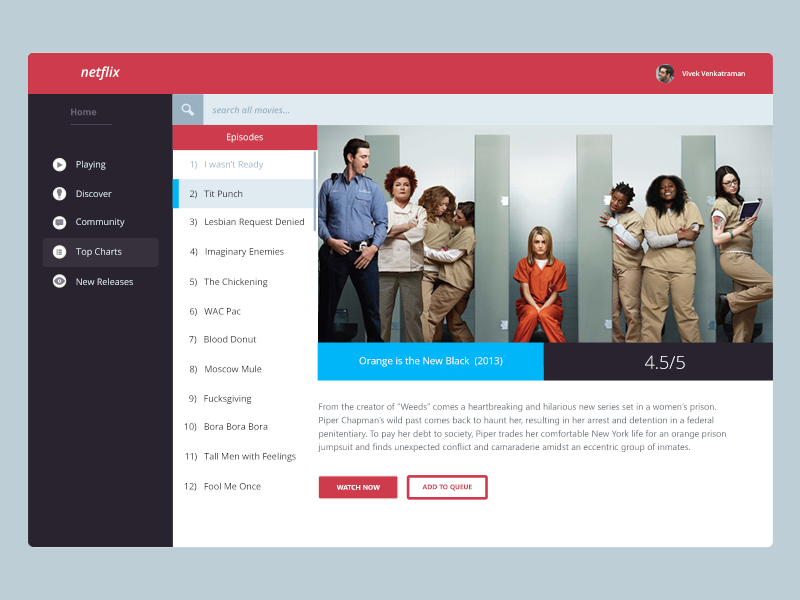 netflix
Vivek Venkatraman
Home
search all movies...
Playing
Discover
Community
Top Charts
New Releases
Episodes
1) I wasn't Ready
2) Tit Punch
3) Lesbian Request Denied
4) Imaginary Enemies
5) The Chickening
6) WAC Pac
7) Blood Donut
8) Moscow Mule
9) Fucksgiving
10) Bora Bora Bora
11) Tall Men with Feelings
12) Fool Me Once
Orange is the New Black (2013)
4.5/5
From the creator of "Weeds" comes a heartbreaking and hilarious new series set in a women's prison.
Piper Chapman's wild past comes back to haunt her, resulting in her arrest and detention in a federal
penitentiary. To pay her debt to society, Piper trades her comfortable New York life for an orange prison
jumpsuit and finds unexpected conflict and camaraderie amidst an eccentric group of inmates.
WATCH NOW
ADD TO QUEUE